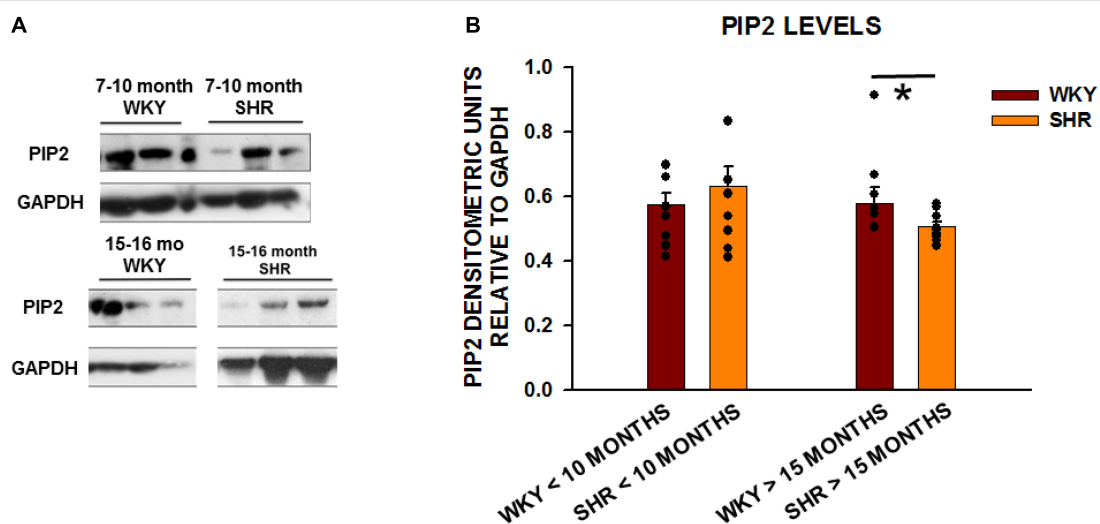 A
7-10 month 7-10 month
WKY SHR
PIP2
GAPDH
15-16 mo
WKY
15-16 month
SHR
PIP2
GAPDH
B
PIP2 LEVELS
PIP2 DENSITOMETRIC UNITS
RELATIVE TO GAPDH
1.0
0.8
0.6
0.4
0.2
0.0
*
WKY
SHR
WKY < 10 MONTHS
SHR < 10 MONTHS
WKY > 15 MONTHS
SHR > 15 MONTHS